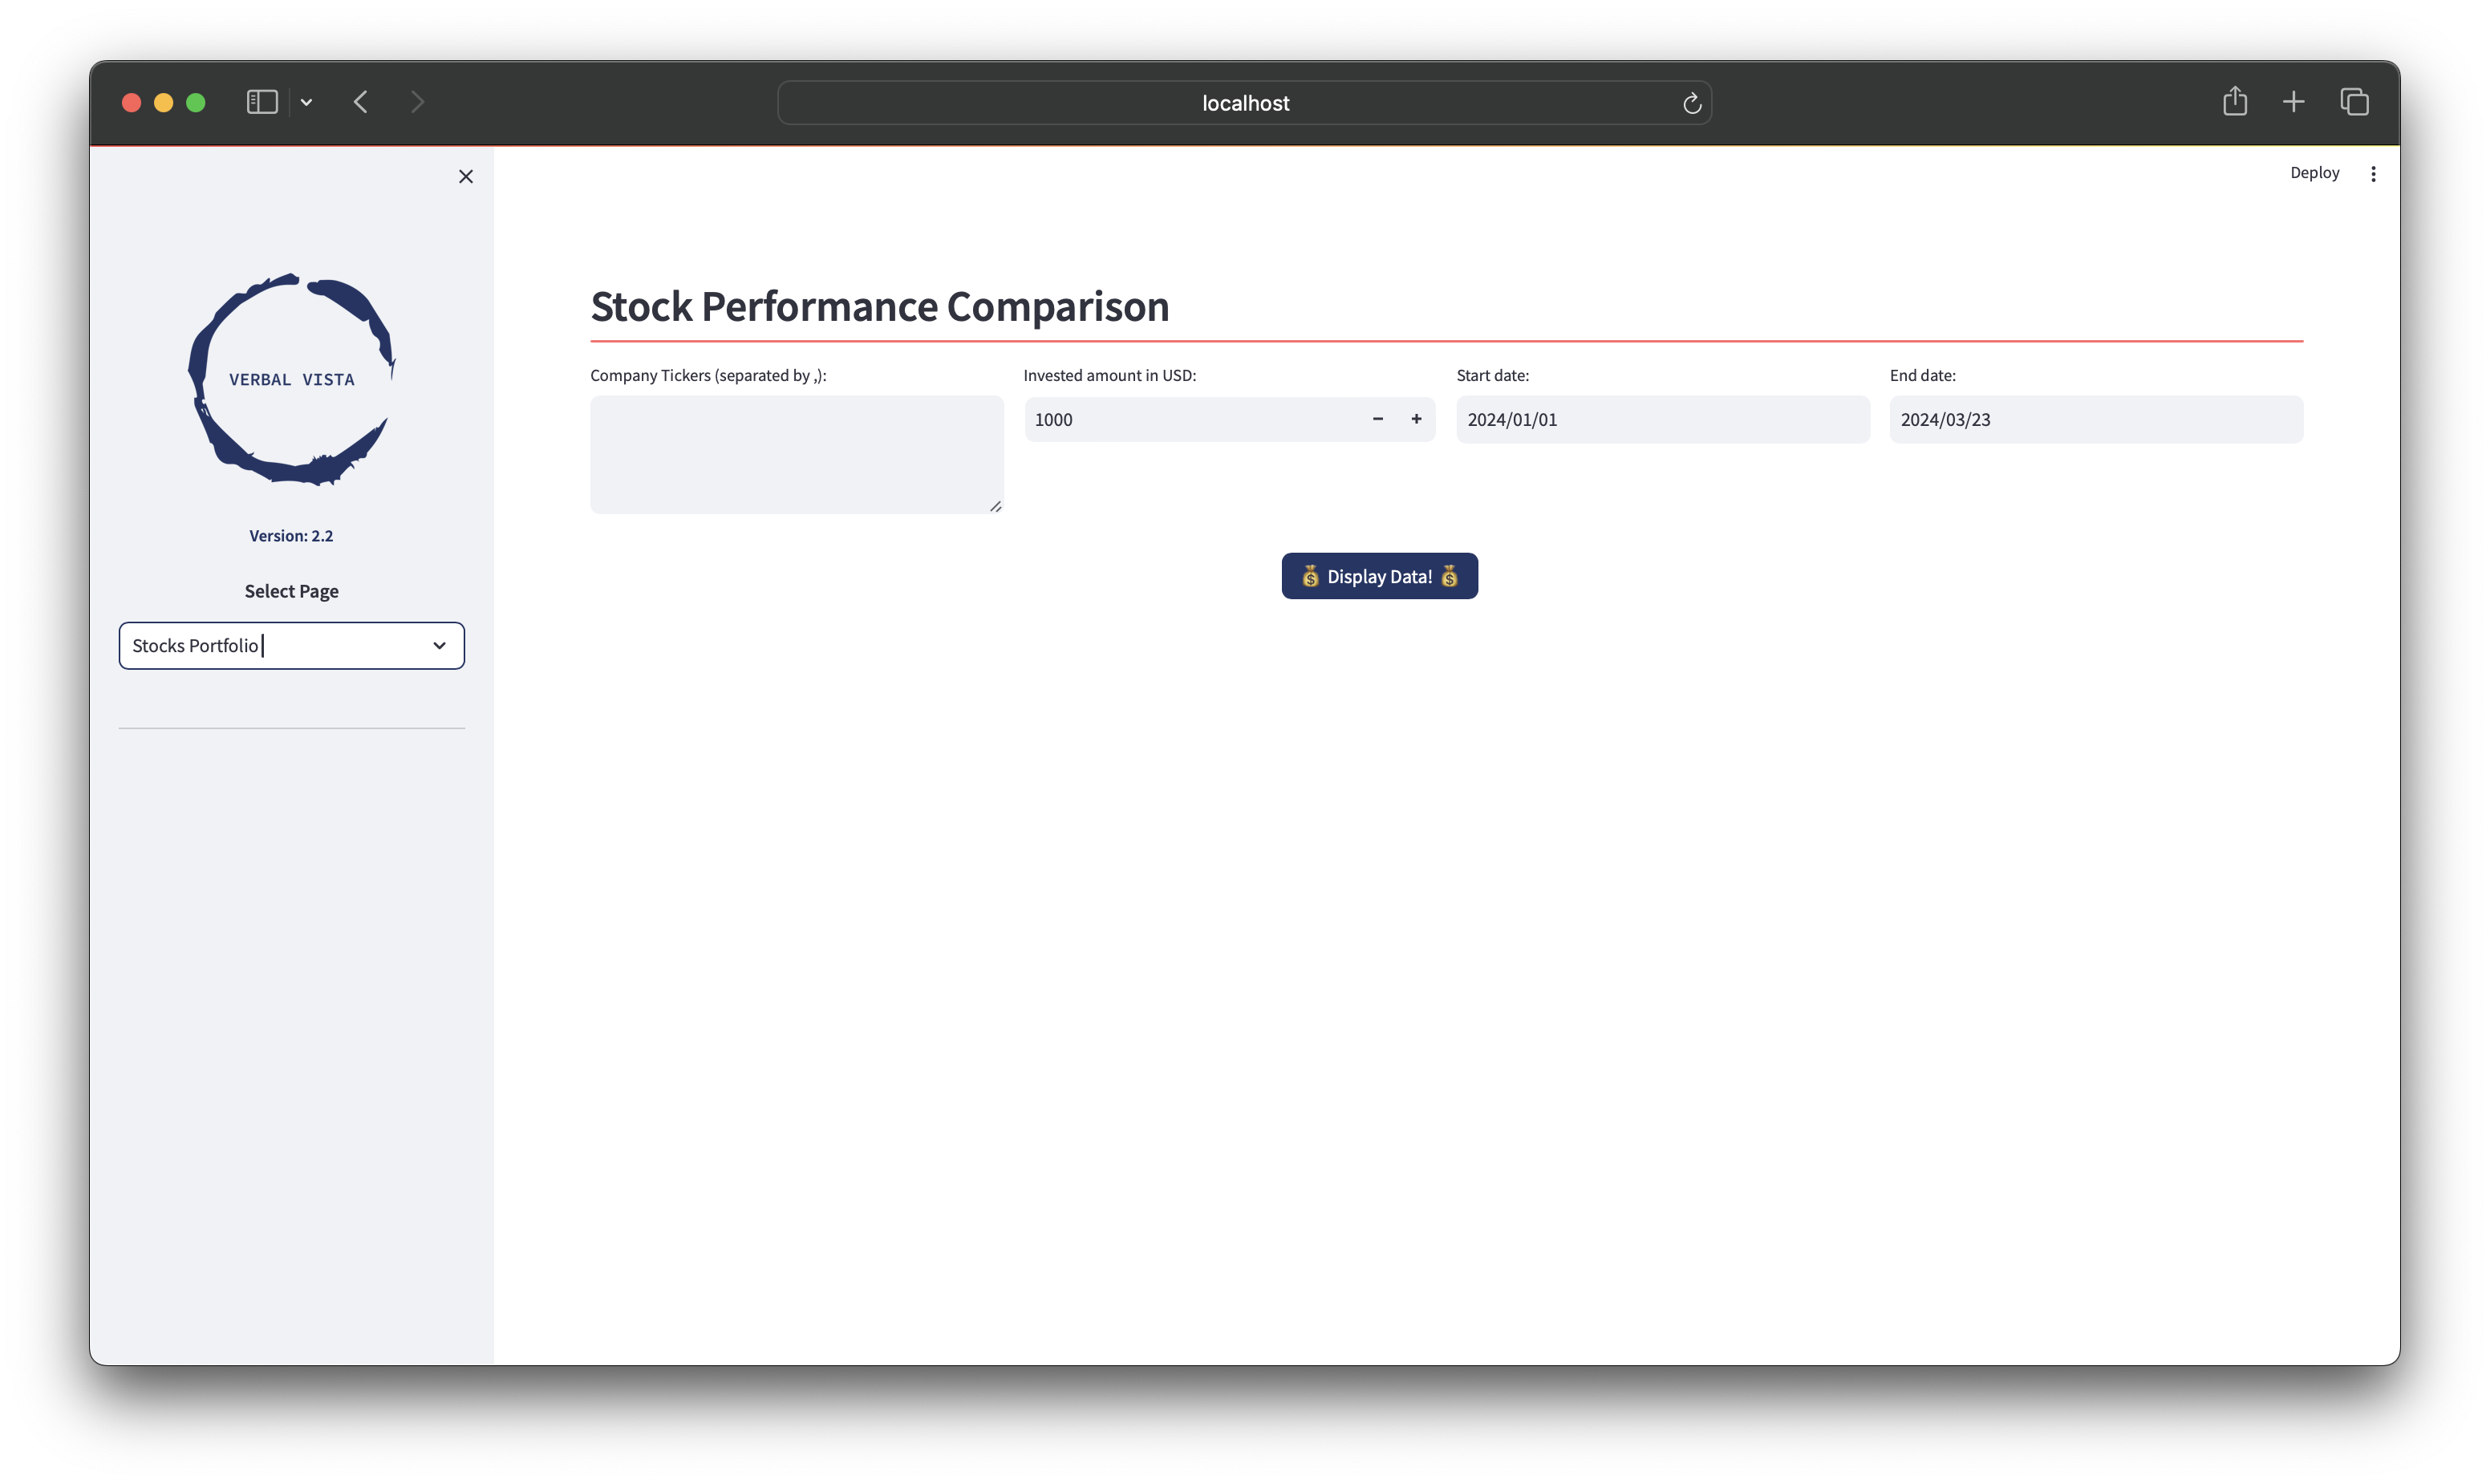 localhost
Deploy
VERBAL VISTA
Version: 2.2
Select Page
Stocks Portfolio
Stock Performance Comparison
Company Tickers (separated by ,):
Invested amount in USD:
1000
Start date:
2024/01/01
End date:
2024/03/23
💰 Display Data! 💰